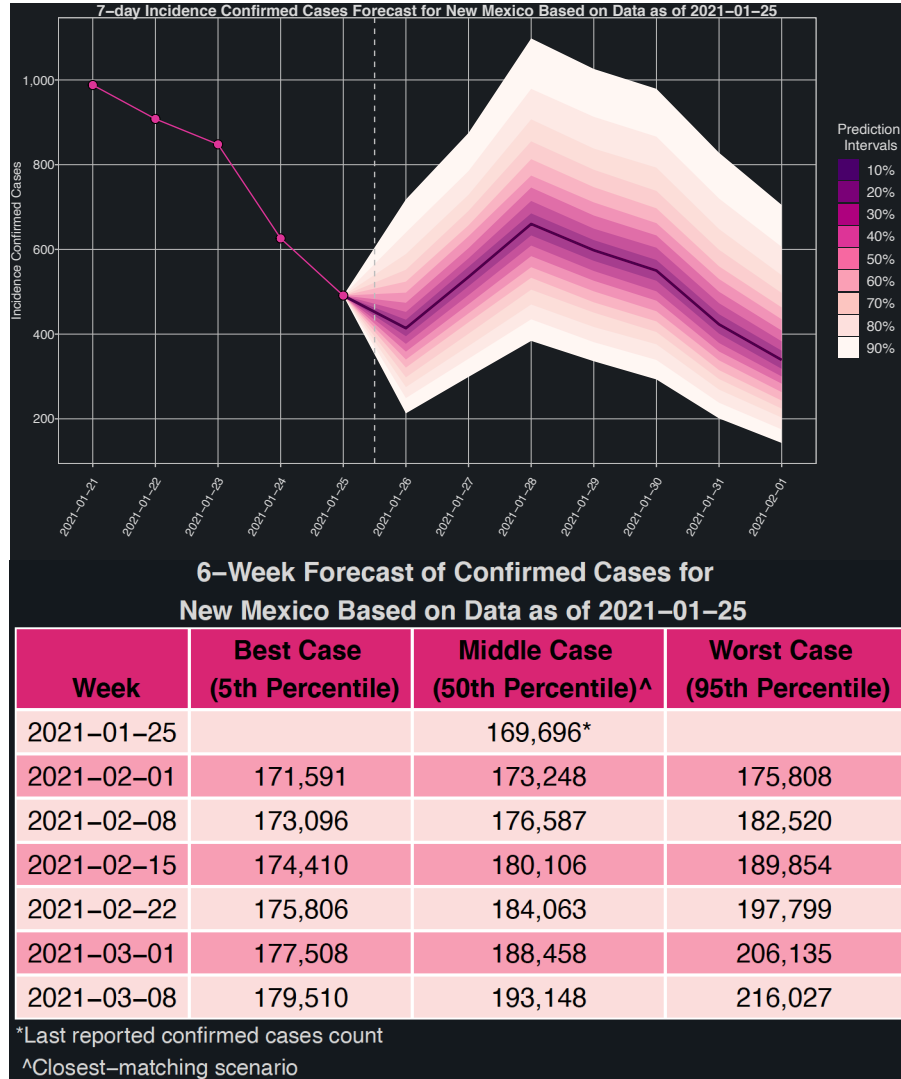 7−day Incidence Confirmed Cases Forecast for New Mexico Based on Data as of 2021−01−25
Incidence Confirmed Cases
1,000
800
600
400
200
2021−01−21
2021−01−22
2021−01−23
2021−01−24
2021−01−25
2021−01−26
2021−01−27
2021−01−28
2021−01−29
2021−01−30
2021−01−31
2021−02−01
Prediction
Intervals
10%
20%
30%
40%
50%
60%
70%
80%
90%
6−Week Forecast of Confirmed Cases for
New Mexico Based on Data as of 2021−01−25
Week Best Case (5th Percentile) Middle Case (50th Percentile)^ Worst Case (95th Percentile)
2021−01−25 169,696*
2021−02−01 171,591 173,248 175,808
2021−02−08 173,096 176,587 182,520
2021−02−15 174,410 180,106 189,854
2021−02−22 175,806 184,063 197,799
2021−03−01 177,508 188,458 206,135
2021−03−08 179,510 193,148 216,027
*Last reported confirmed cases count
^Closest−matching scenario